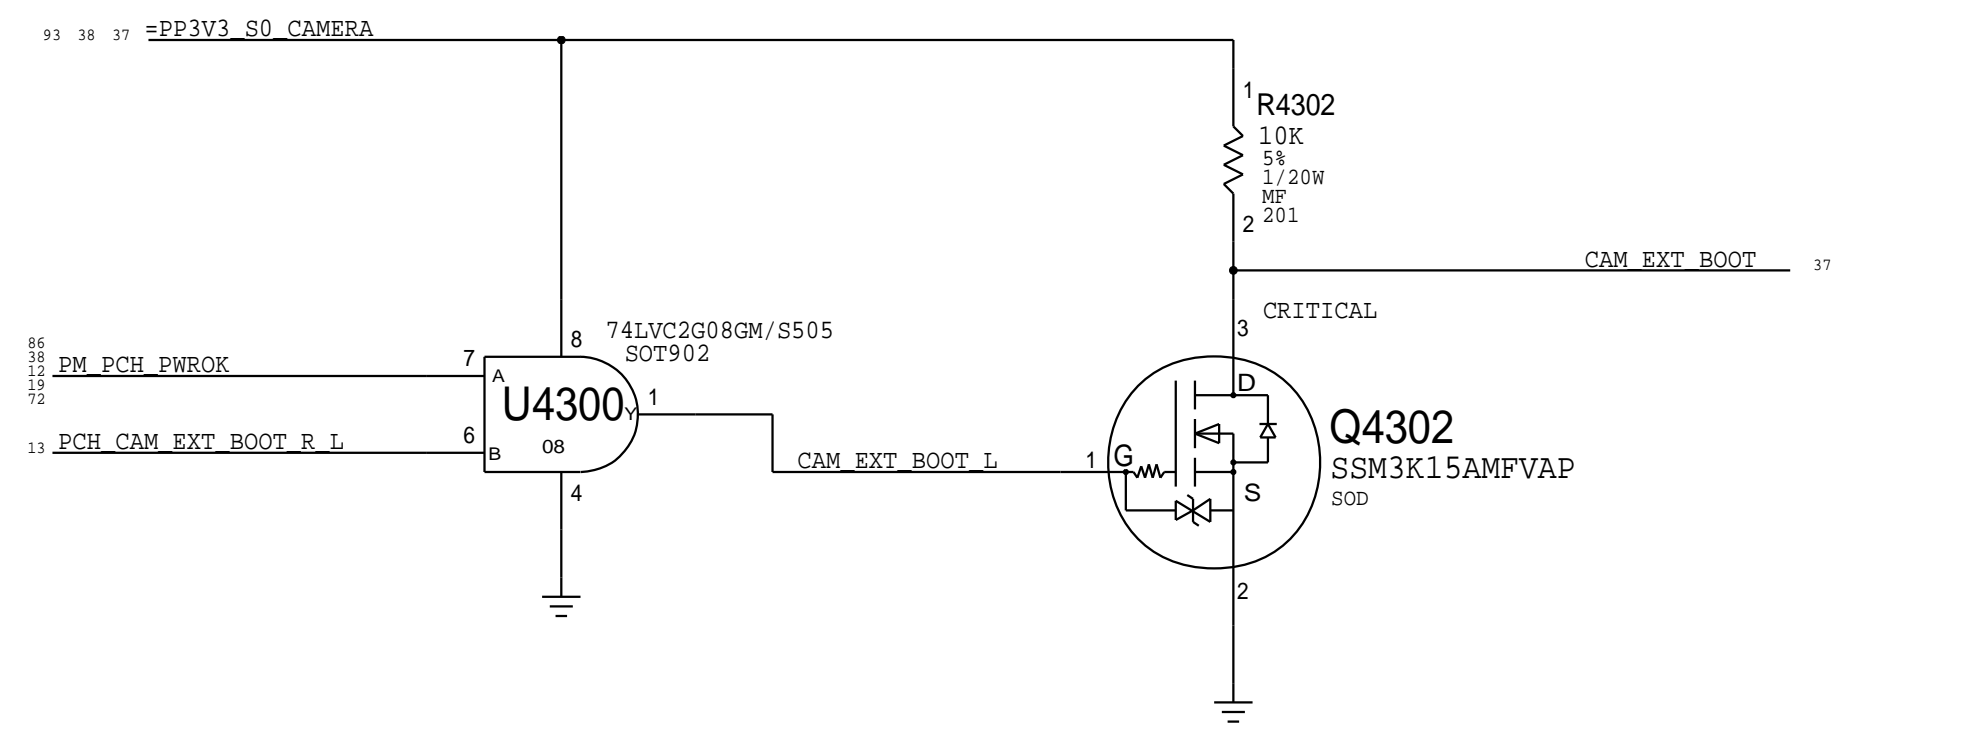 93 38 37 =PP3V3_S0_CAMERA
1
R4302
10K
5%
1/20W
MF
201
2
CAM_EXT_BOOT 37
CRITICAL
3
74LVC2G08GM/S505
SOT902
8
86
38
12
19
72
PM_PCH_PWROK
7
A
U4300
Y
1
08
13 PCH_CAM_EXT_BOOT_R_L
6
B
4
CAM_EXT_BOOT_L
1
G
D
S
Q4302
SSM3K15AMFVAP
SOD
2